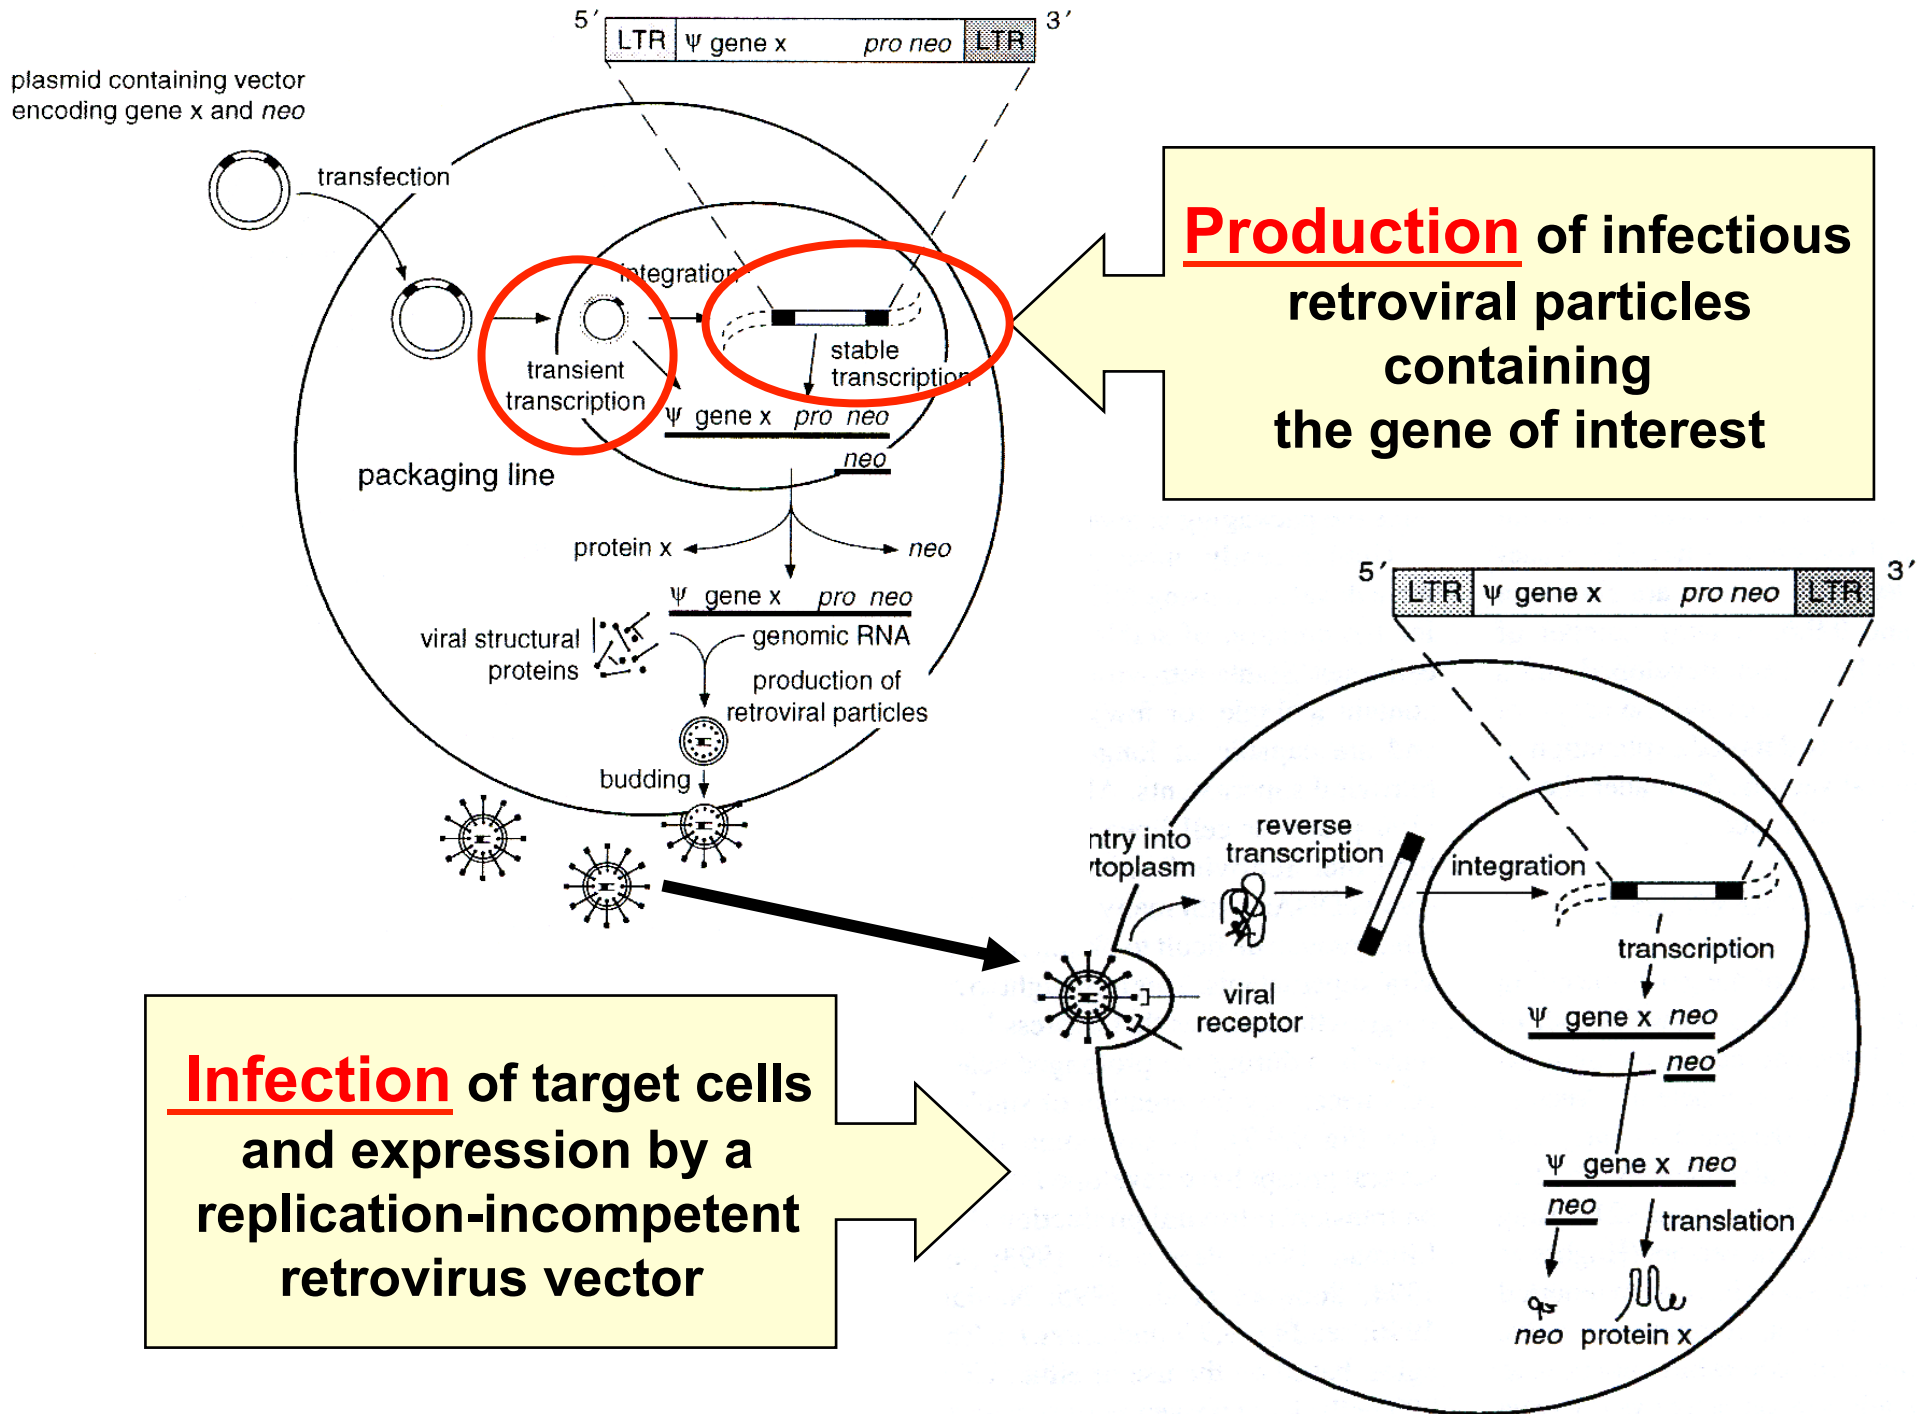 5′ LTR ψ gene x pro neo LTR 3′
plasmid containing vector
encoding gene x and neo
transfection
integration
transient
transcription
stable
transcription
ψ gene x pro neo
neo
packaging line
protein x
neo
ψ gene x pro neo
genomic RNA
viral structural
proteins
production of
retroviral particles
budding
Production of infectious
retroviral particles
containing
the gene of interest
5′ LTR ψ gene x pro neo LTR 3′
ntry into
ytoplasm
reverse
transcription
integration
transcription
viral
receptor
ψ gene x neo
neo
ψ gene x neo
neo
translation
neo protein x
Infection of target cells
and expression by a
replication-incompetent
retrovirus vector